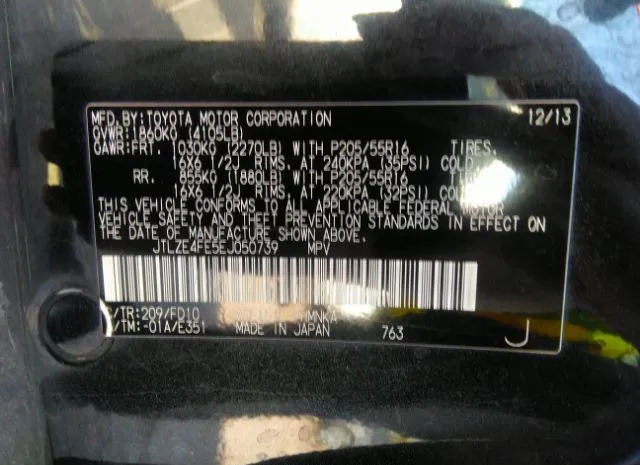 MFD.BY:TOYOTA MOTOR CORPORATION 12/13
GVWR:1860KG (4105LB)
GAWR:FRT. 1030KG (2270LB) WITH P205/55R16 TIRES.
16X6 1/2J RIMS. AT 240KPA (35PSI) COLD
RR. 855KG (1880LB) WITH P205/55R16
16X6 1/2J RIMS. AT 220KPA (32PSI)
THIS VEHICLE CONFORMS TO ALL APPLICABLE FEDERAL MOTOR
VEHICLE SAFETY AND THEFT PREVENTION STANDARDS IN EFFECT ON
THE DATE OF MANUFACTURE SHOWN ABOVE.
JTLZE4FE5EJ050739 MPV
/TR:209/FD10
/TM:-01A/E351 MADE IN JAPAN 763 J